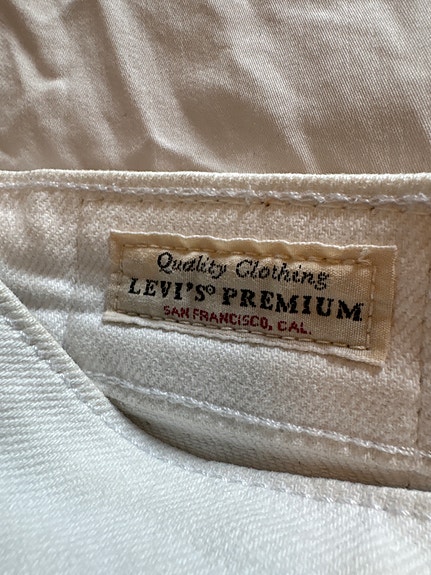 Quality Clothing
LEVI'S® PREMIUM
SAN FRANCISCO, CAL.